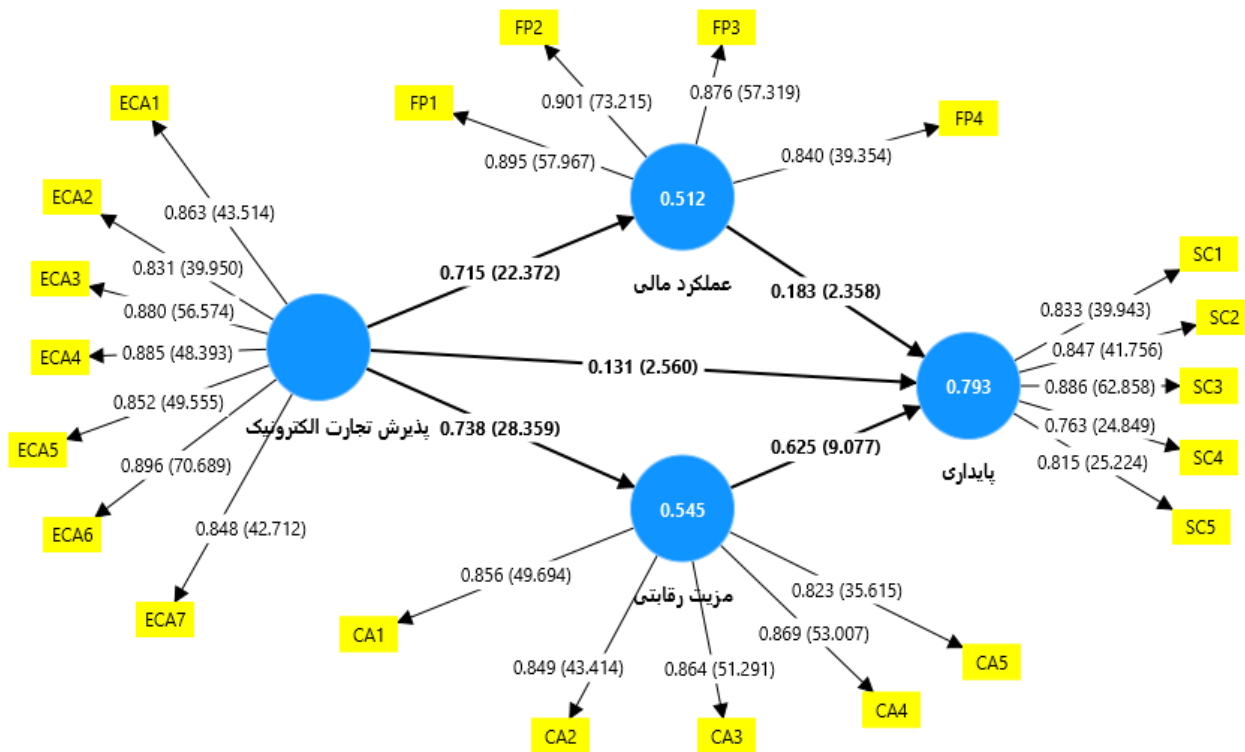 FP2
FP3
ECA1
FP1
0.901 (73.215)
0.876 (57.319)
FP4
0.895 (57.967)
0.840 (39.354)
ECA2
0.863 (43.514)
0.512
ECA3
0.831 (39.950)
0.715 (22.372)
عملکرد مالی
0.183 (2.358)
SC1
0.880 (56.574)
0.833 (39.943)
SC2
ECA4
0.885 (48.393)
0.131 (2.560)
0.847 (41.756)
0.793
0.886 (62.858)
SC3
0.852 (49.555)
پذیرش تجارت الکترونیک
0.738 (28.359)
0.625 (9.077)
0.763 (24.849)
ECA5
0.896 (70.689)
پایداری
0.815 (25.224)
SC4
0.545
ECA6
0.848 (42.712)
SC5
0.856 (49.694)
مزیت رقابتی
0.823 (35.615)
ECA7
CA1
0.869 (53.007)
0.849 (43.414)
0.864 (51.291)
CA5
CA2
CA3
CA4